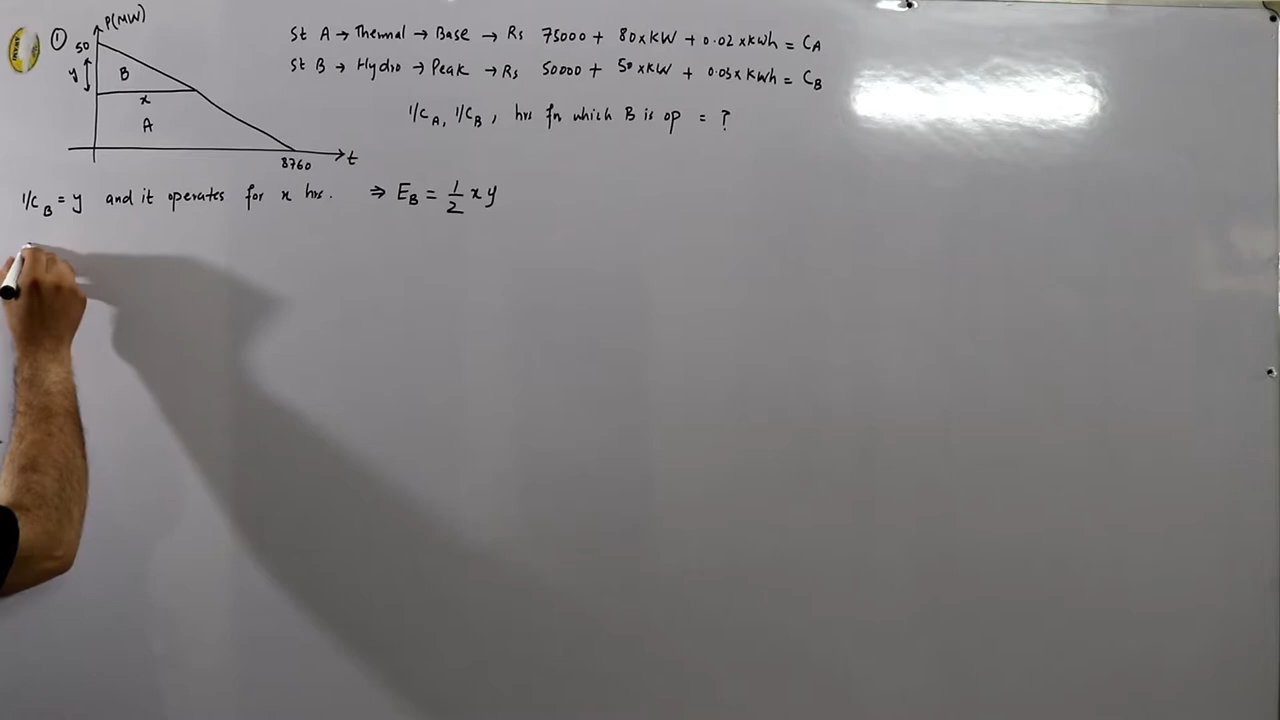 ① P(MW)
50
y
B
x
A
8760
t
St A → Thermal → Base → Rs 75000 + 80 x KW + 0.02 x KWh = CA
St B → Hydro → Peak → Rs 50000 + 50 x KW + 0.03 x KWh = CB
I/CA, I/CB, hrs for which B is op = ?
I/CB = y and it operates for x hrs. ⇒ EB = 1/2 x y